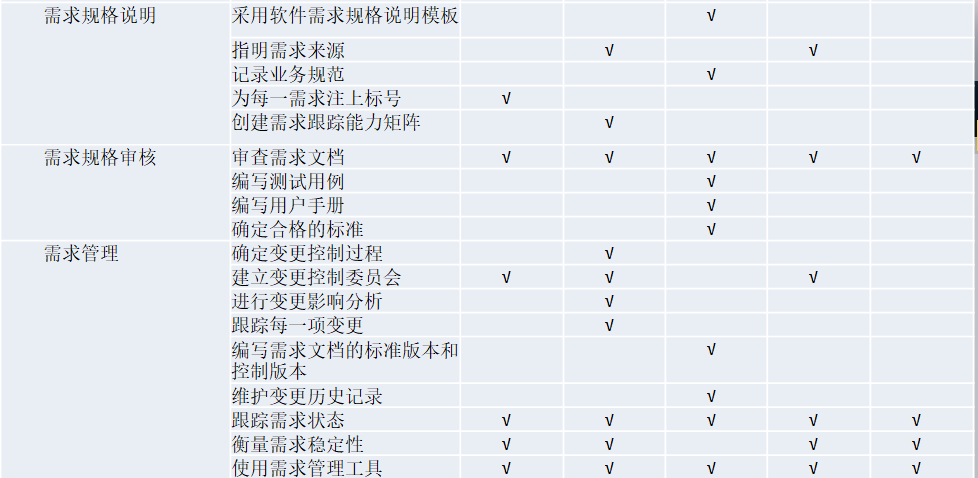 需求规格说明 采用软件需求规格说明模板 √
指明需求来源 √ √
记录业务规范 √
为每一需求注上标号 √
创建需求跟踪能力矩阵 √
需求规格审核 审查需求文档 √ √ √ √ √
编写测试用例 √
编写用户手册 √
确定合格的标准 √
需求管理 确定变更控制过程 √
建立变更控制委员会 √ √ √
进行变更影响分析 √
跟踪每一项变更 √
编写需求文档的标准版本和 √
控制版本
维护变更历史记录 √
跟踪需求状态 √ √ √ √ √
衡量需求稳定性 √ √ √ √
使用需求管理工具 √ √ √ √ √